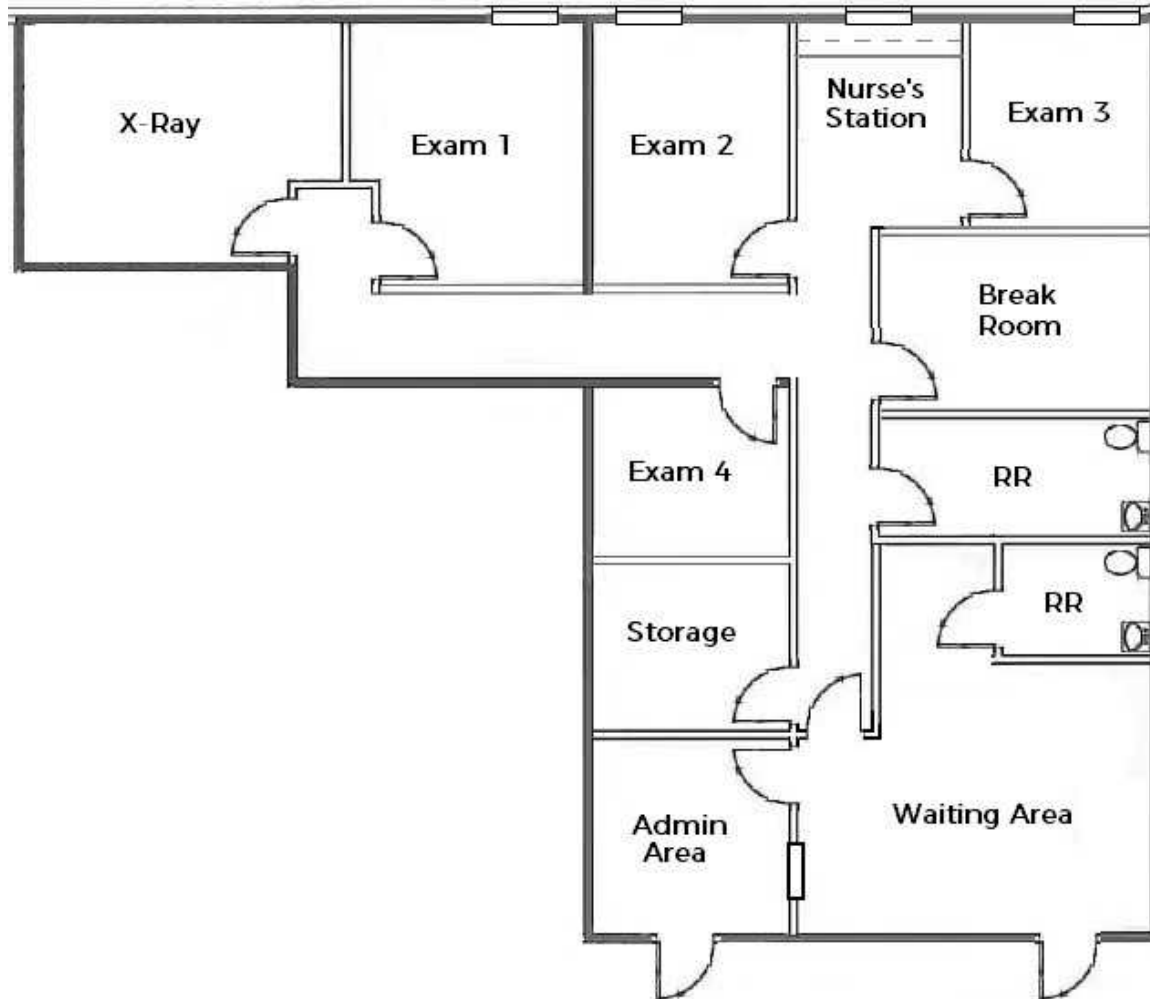 X-Ray
Exam 1
Exam 2
Nurse's
Station
Exam 3
Break
Room
Exam 4
RR
Storage
RR
Admin
Area
Waiting Area